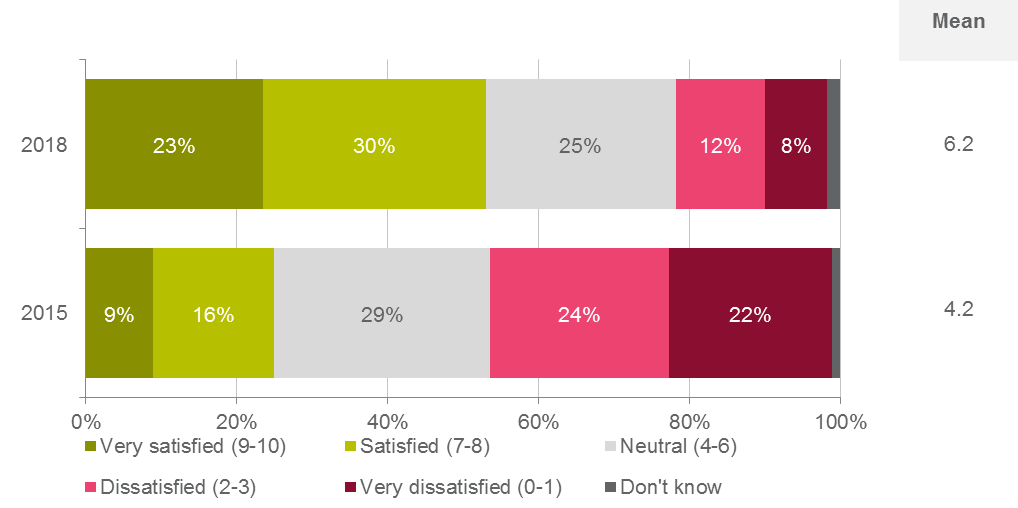 Mean
2018 23% 30% 25% 12% 8% 6.2
2015 9% 16% 29% 24% 22% 4.2
0% 20% 40% 60% 80% 100%
Very satisfied (9-10) Satisfied (7-8) Neutral (4-6)
Dissatisfied (2-3) Very dissatisfied (0-1) Don't know